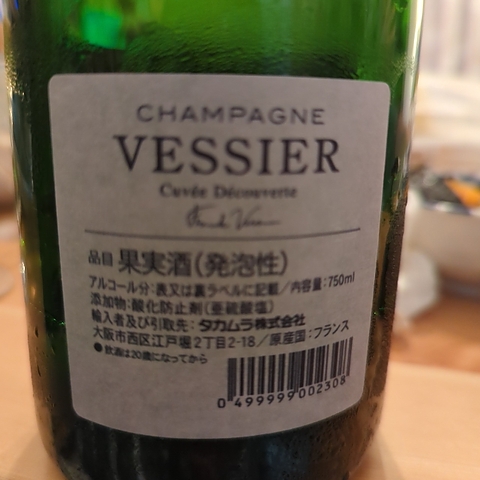 CHAMPAGNE
VESSIER
Cuvée Découverte
品目 果実酒(発泡性)
アルコール分:表又は裏ラベルに記載/内容量:750ml
添加物:酸化防止剤(亜硫酸塩)
輸入者及び引取先: タカムラ株式会社
大阪市西区江戸堀2丁目2-18/原産国:フランス
●飲酒は20歳になってから
0 499999 002308